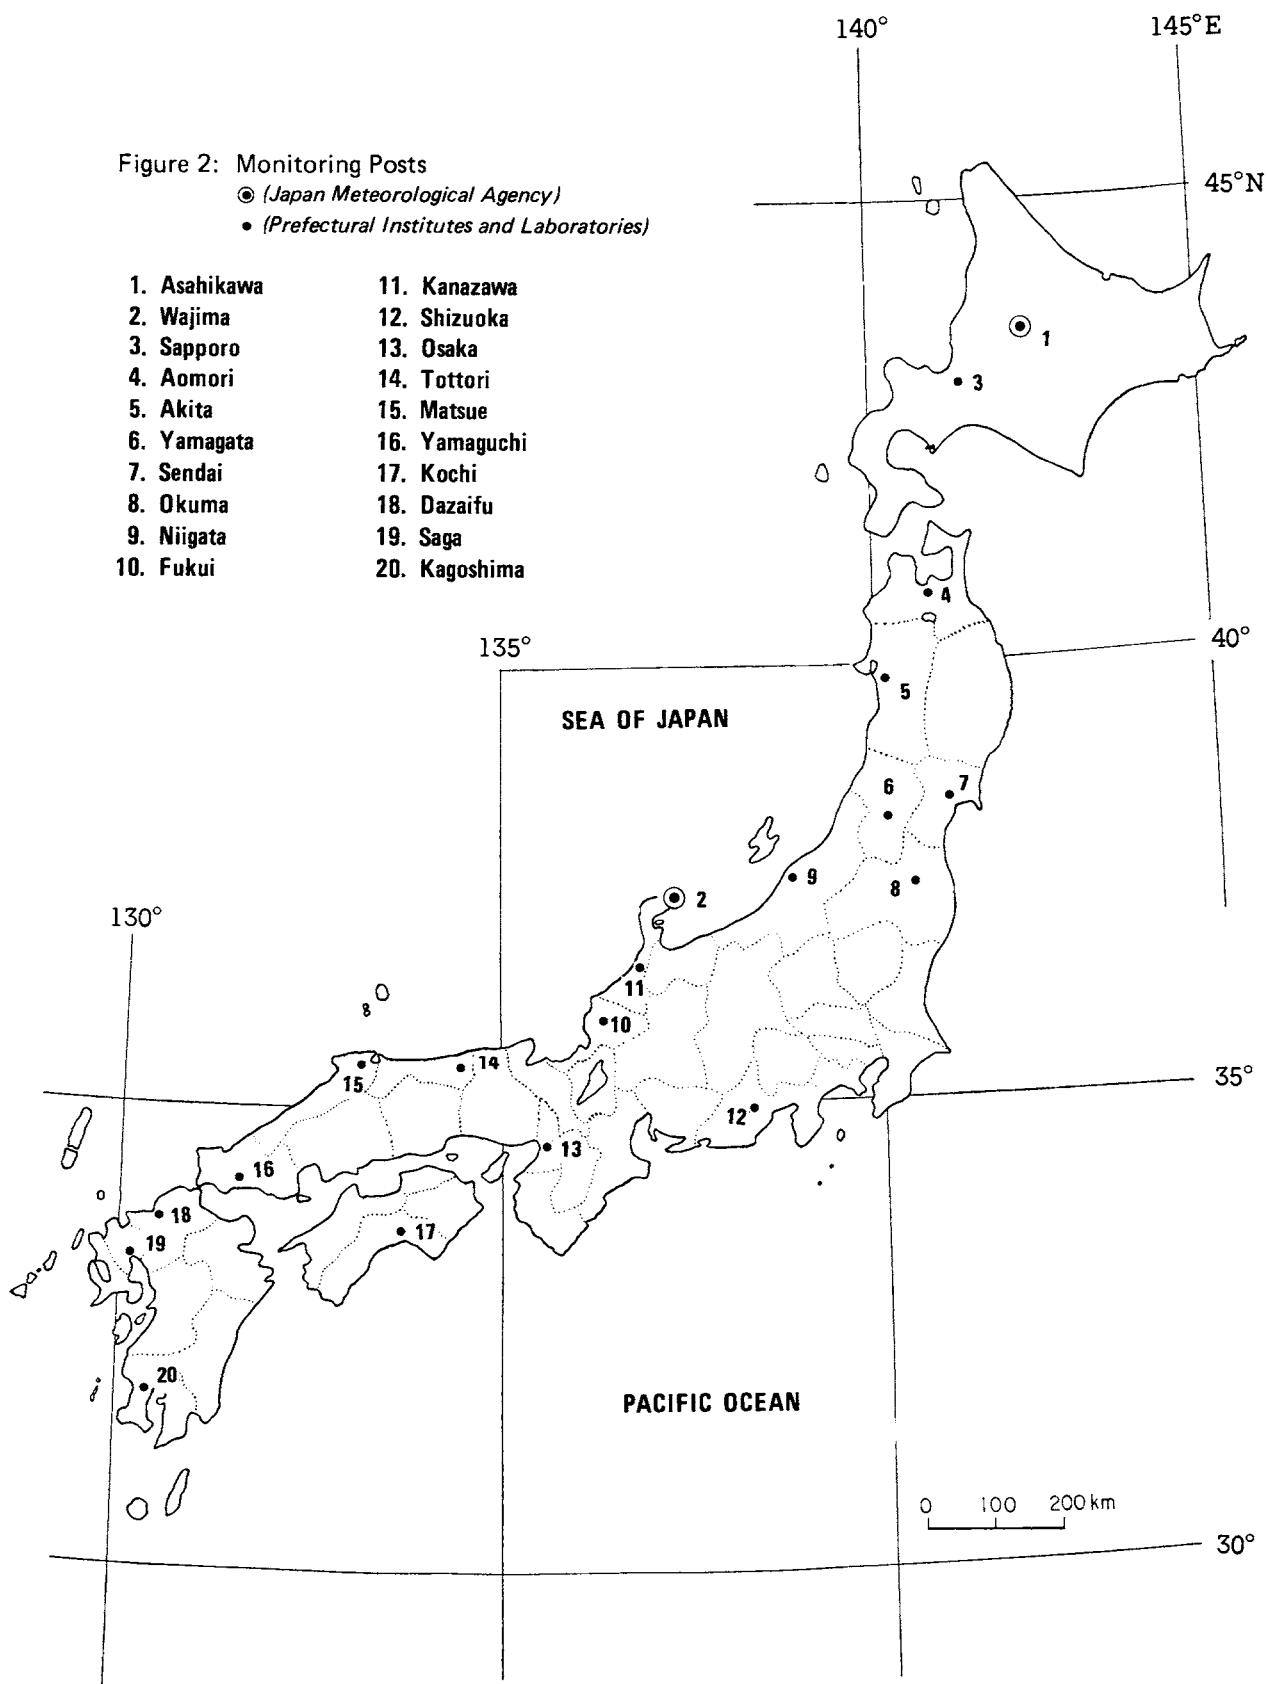 140°
145°E
Figure 2: Monitoring Posts
(Japan Meteorological Agency)
• (Prefectural Institutes and Laboratories)
45°N
1. Asahikawa
2. Wajima
3. Sapporo
4. Aomori
5. Akita
6. Yamagata
7. Sendai
8. Okuma
9. Niigata
10. Fukui
11. Kanazawa
12. Shizuoka
13. Osaka
14. Tottori
15. Matsue
16. Yamaguchi
17. Kochi
18. Dazaifu
19. Saga
20. Kagoshima
1
3
4
135°
40°
5
SEA OF JAPAN
6
7
9
8
2
130°
11
10
14
15
35°
12
13
16
18
17
19
20
PACIFIC OCEAN
0 100 200 km
30°